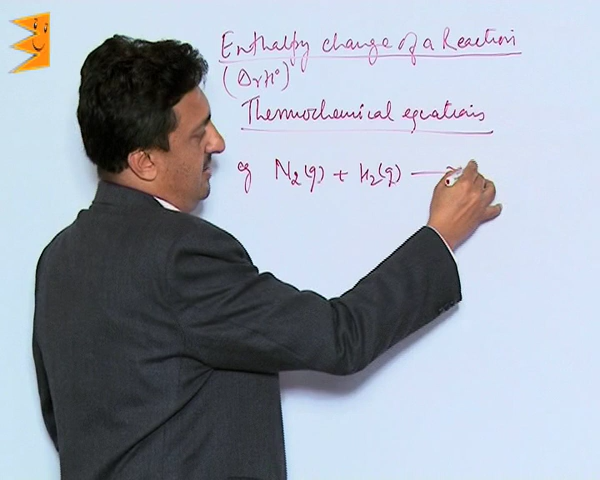 Enthalpy change of a Reaction
(ΔrH°)
Thermochemical equations
eg N2(g) + H2(g) →